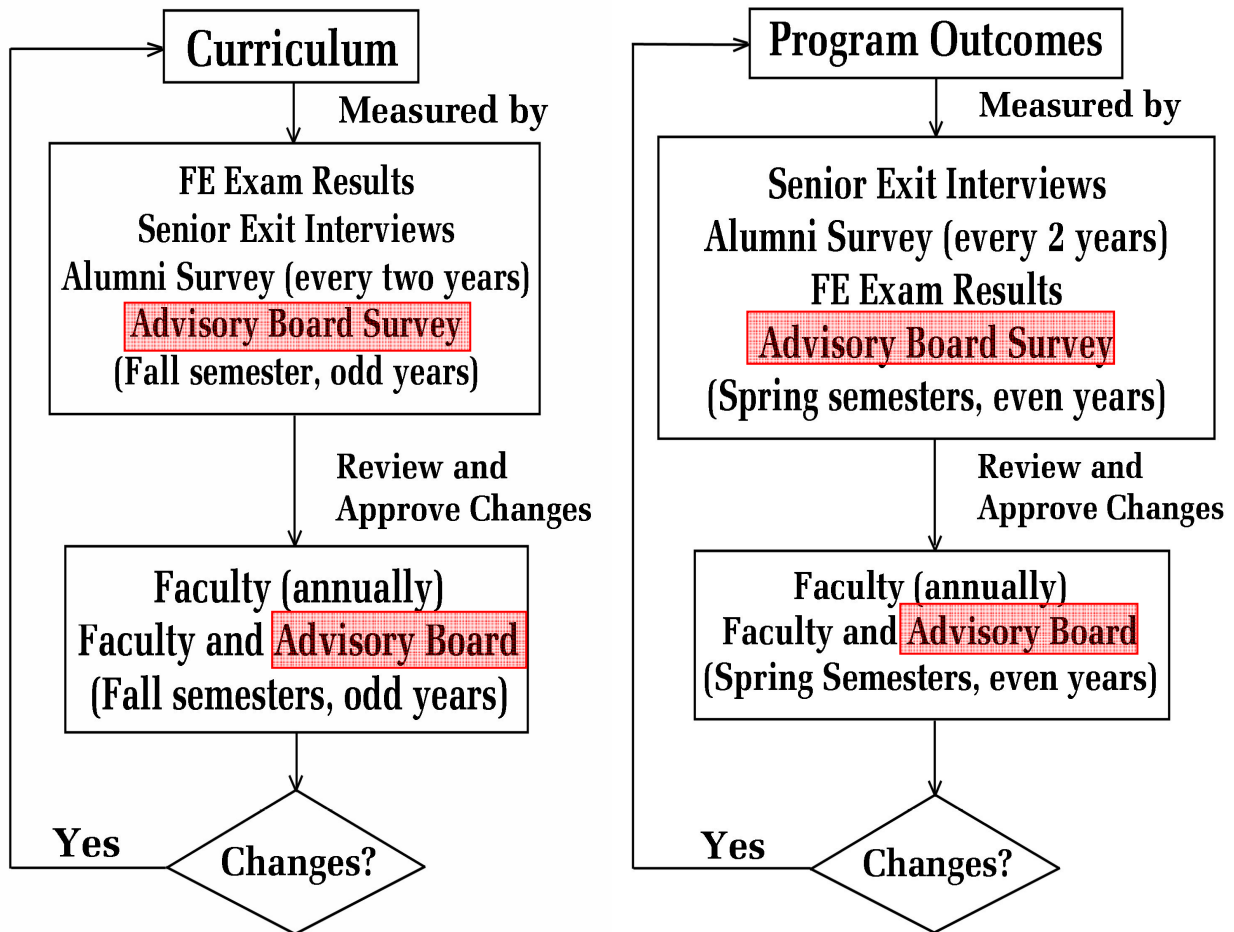 Curriculum
Measured by
FE Exam Results
Senior Exit Interviews
Alumni Survey (every two years)
Advisory Board Survey
(Fall semester, odd years)
Review and
Approve Changes
Faculty (annually)
Faculty and Advisory Board
(Fall semesters, odd years)
Changes?
Yes
Program Outcomes
Measured by
Senior Exit Interviews
Alumni Survey (every 2 years)
FE Exam Results
Advisory Board Survey
(Spring semesters, even years)
Review and
Approve Changes
Faculty (annually)
Faculty and Advisory Board
(Spring Semesters, even years)
Changes?
Yes